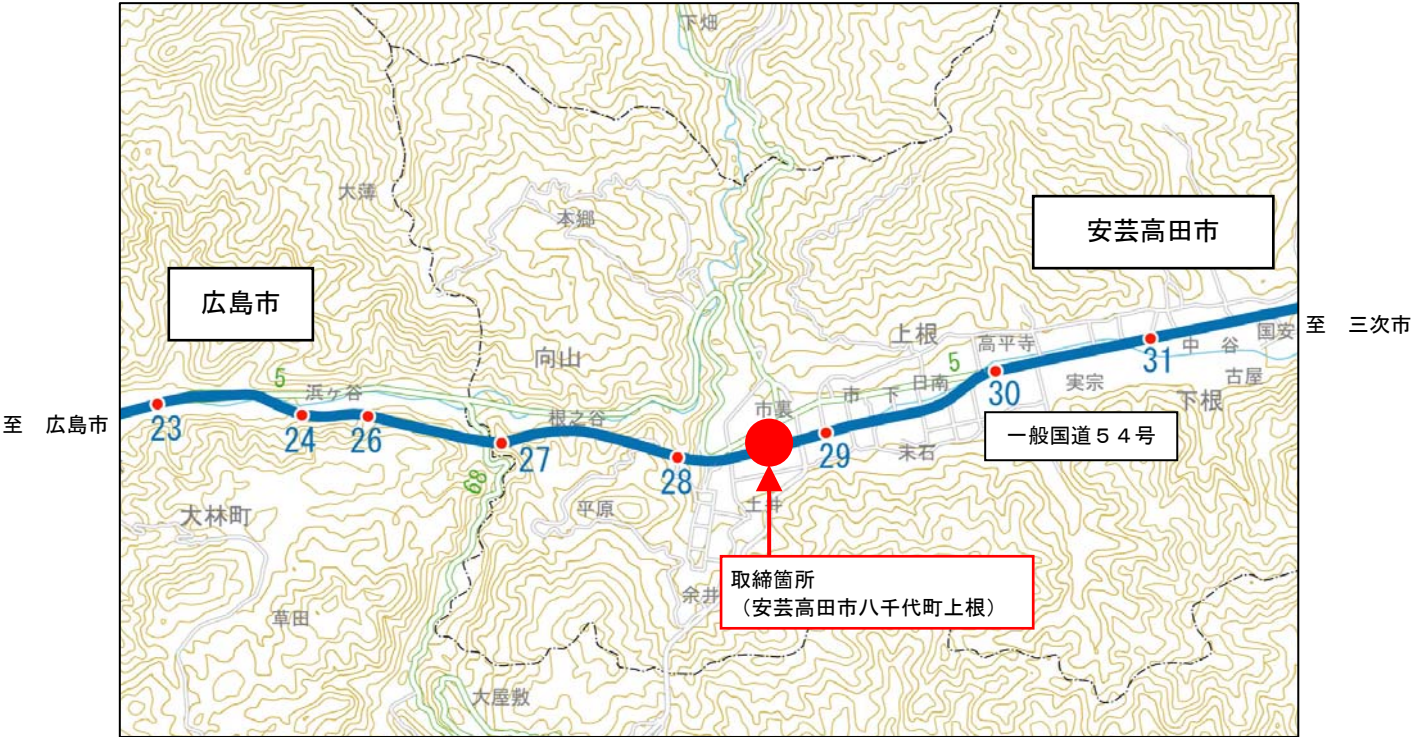 下畑
大薄
本郷
安芸高田市
広島市
上根
高平寺
国安
至 三次市
向山
5
31
中 谷
5
浜ヶ谷
日南
30
実宗
古屋
下根
市 下
市裏
根之谷
至 広島市
23
24
26
27
28
29
末石
一般国道５４号
68
平原
土井
大林町
取締箇所
（安芸高田市八千代町上根）
余井
草田
大屋敷